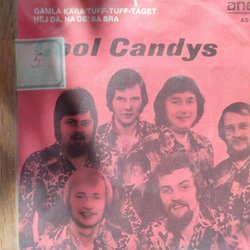 GAMLA KÄRA TUFF-TUFF-TÅGET
HEJ DÅ, HA DE' SÅ BRA
ool Candys
5: